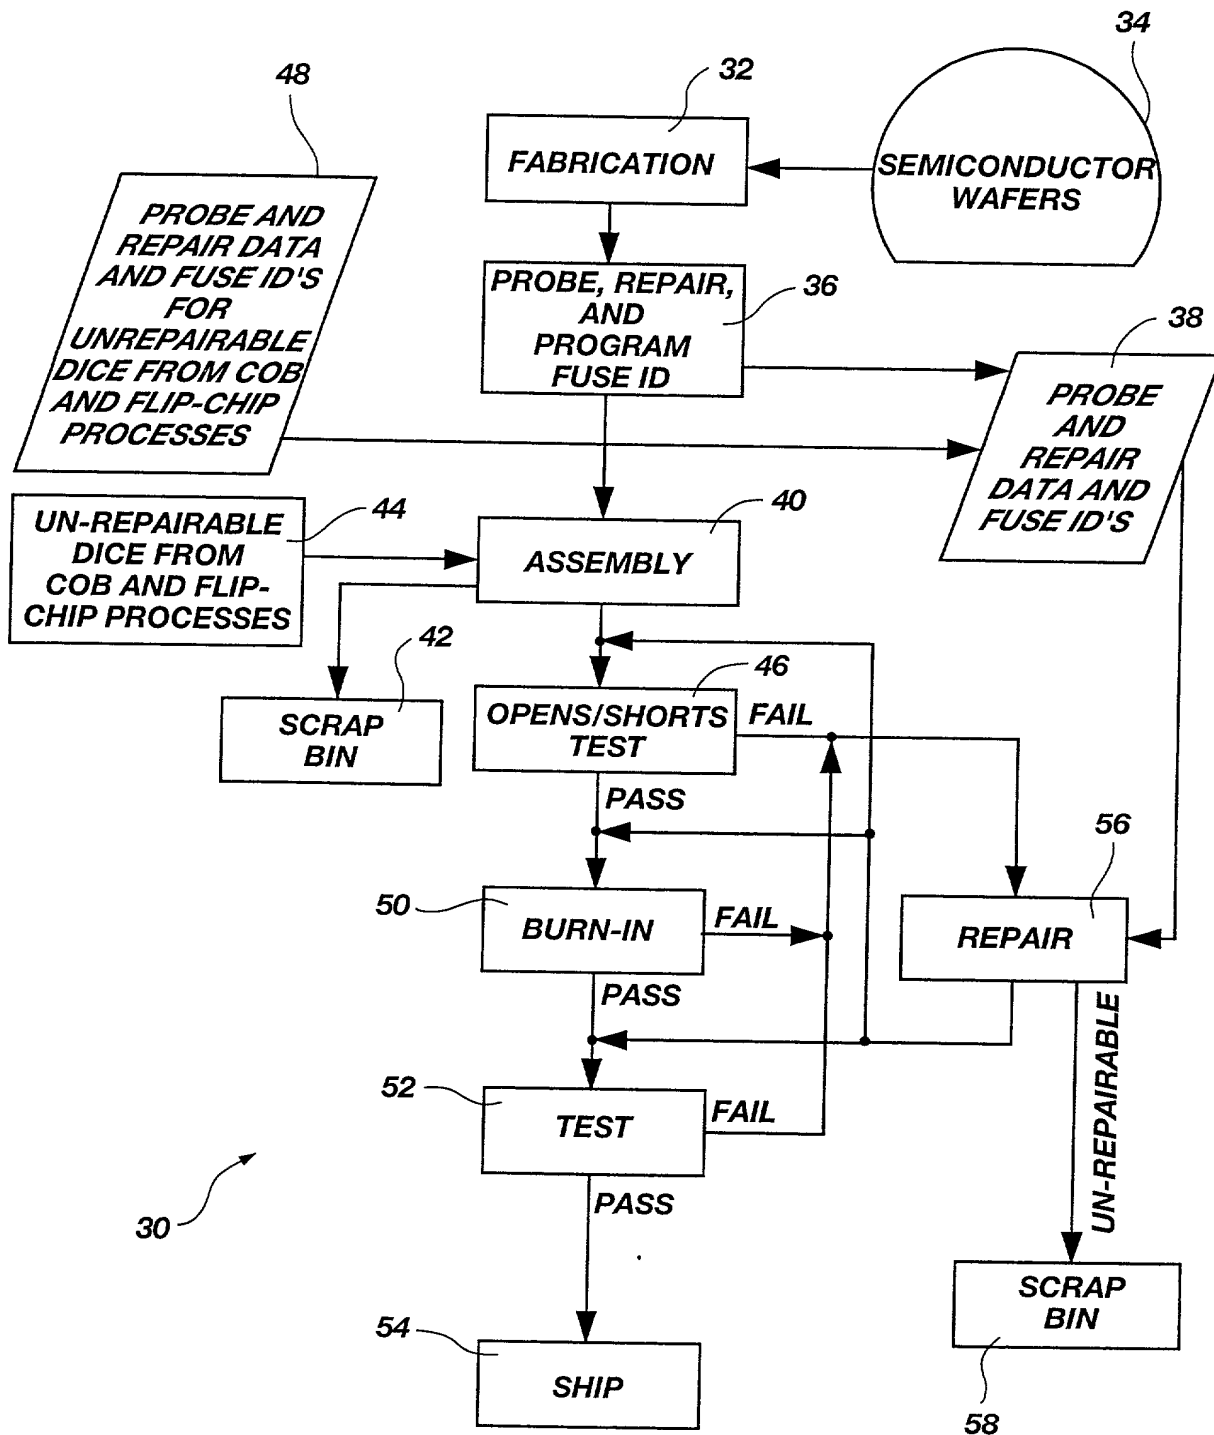 34
32
48
FABRICATION
SEMICONDUCTOR
WAFERS
PROBE AND
REPAIR DATA
AND FUSE ID'S
FOR
UNREPAIRABLE
DICE FROM COB
AND FLIP-CHIP
PROCESSES
PROBE, REPAIR,
AND
PROGRAM
FUSE ID
36
38
PROBE
AND
REPAIR
DATA AND
FUSE ID'S
44
UN-REPAIRABLE
DICE FROM
COB AND FLIP-
CHIP PROCESSES
40
ASSEMBLY
42
SCRAP
BIN
46
OPENS/SHORTS
TEST
FAIL
PASS
56
50
BURN-IN
FAIL
REPAIR
PASS
UN-REPAIRABLE
52
TEST
FAIL
PASS
30
SCRAP
BIN
54
SHIP
58